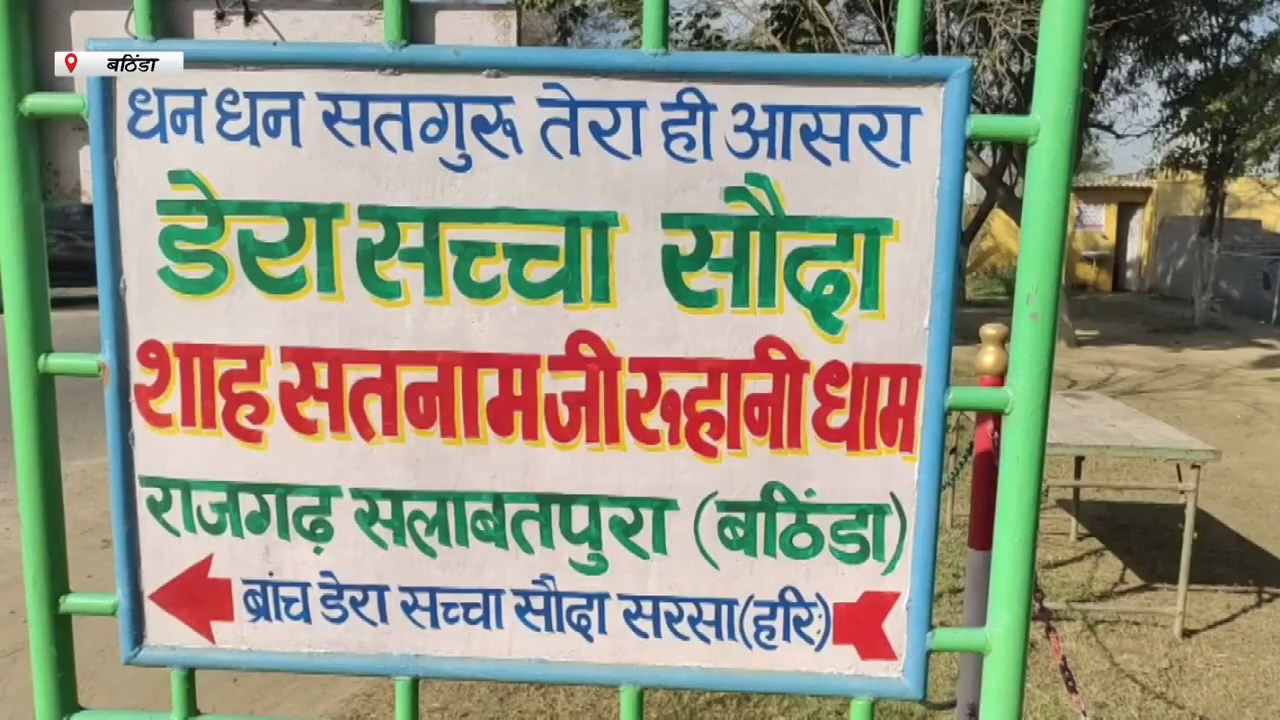 बठिंडा
धन धन सतगुरू तेरा ही आसरा
डेरा सच्चा सौदा
शाह सतनाम जी रूहानी धाम
राजगढ़ सलाबतपुरा (बठिंडा)
ब्रांच डेरा सच्चा सौदा सरसा(हरि:)